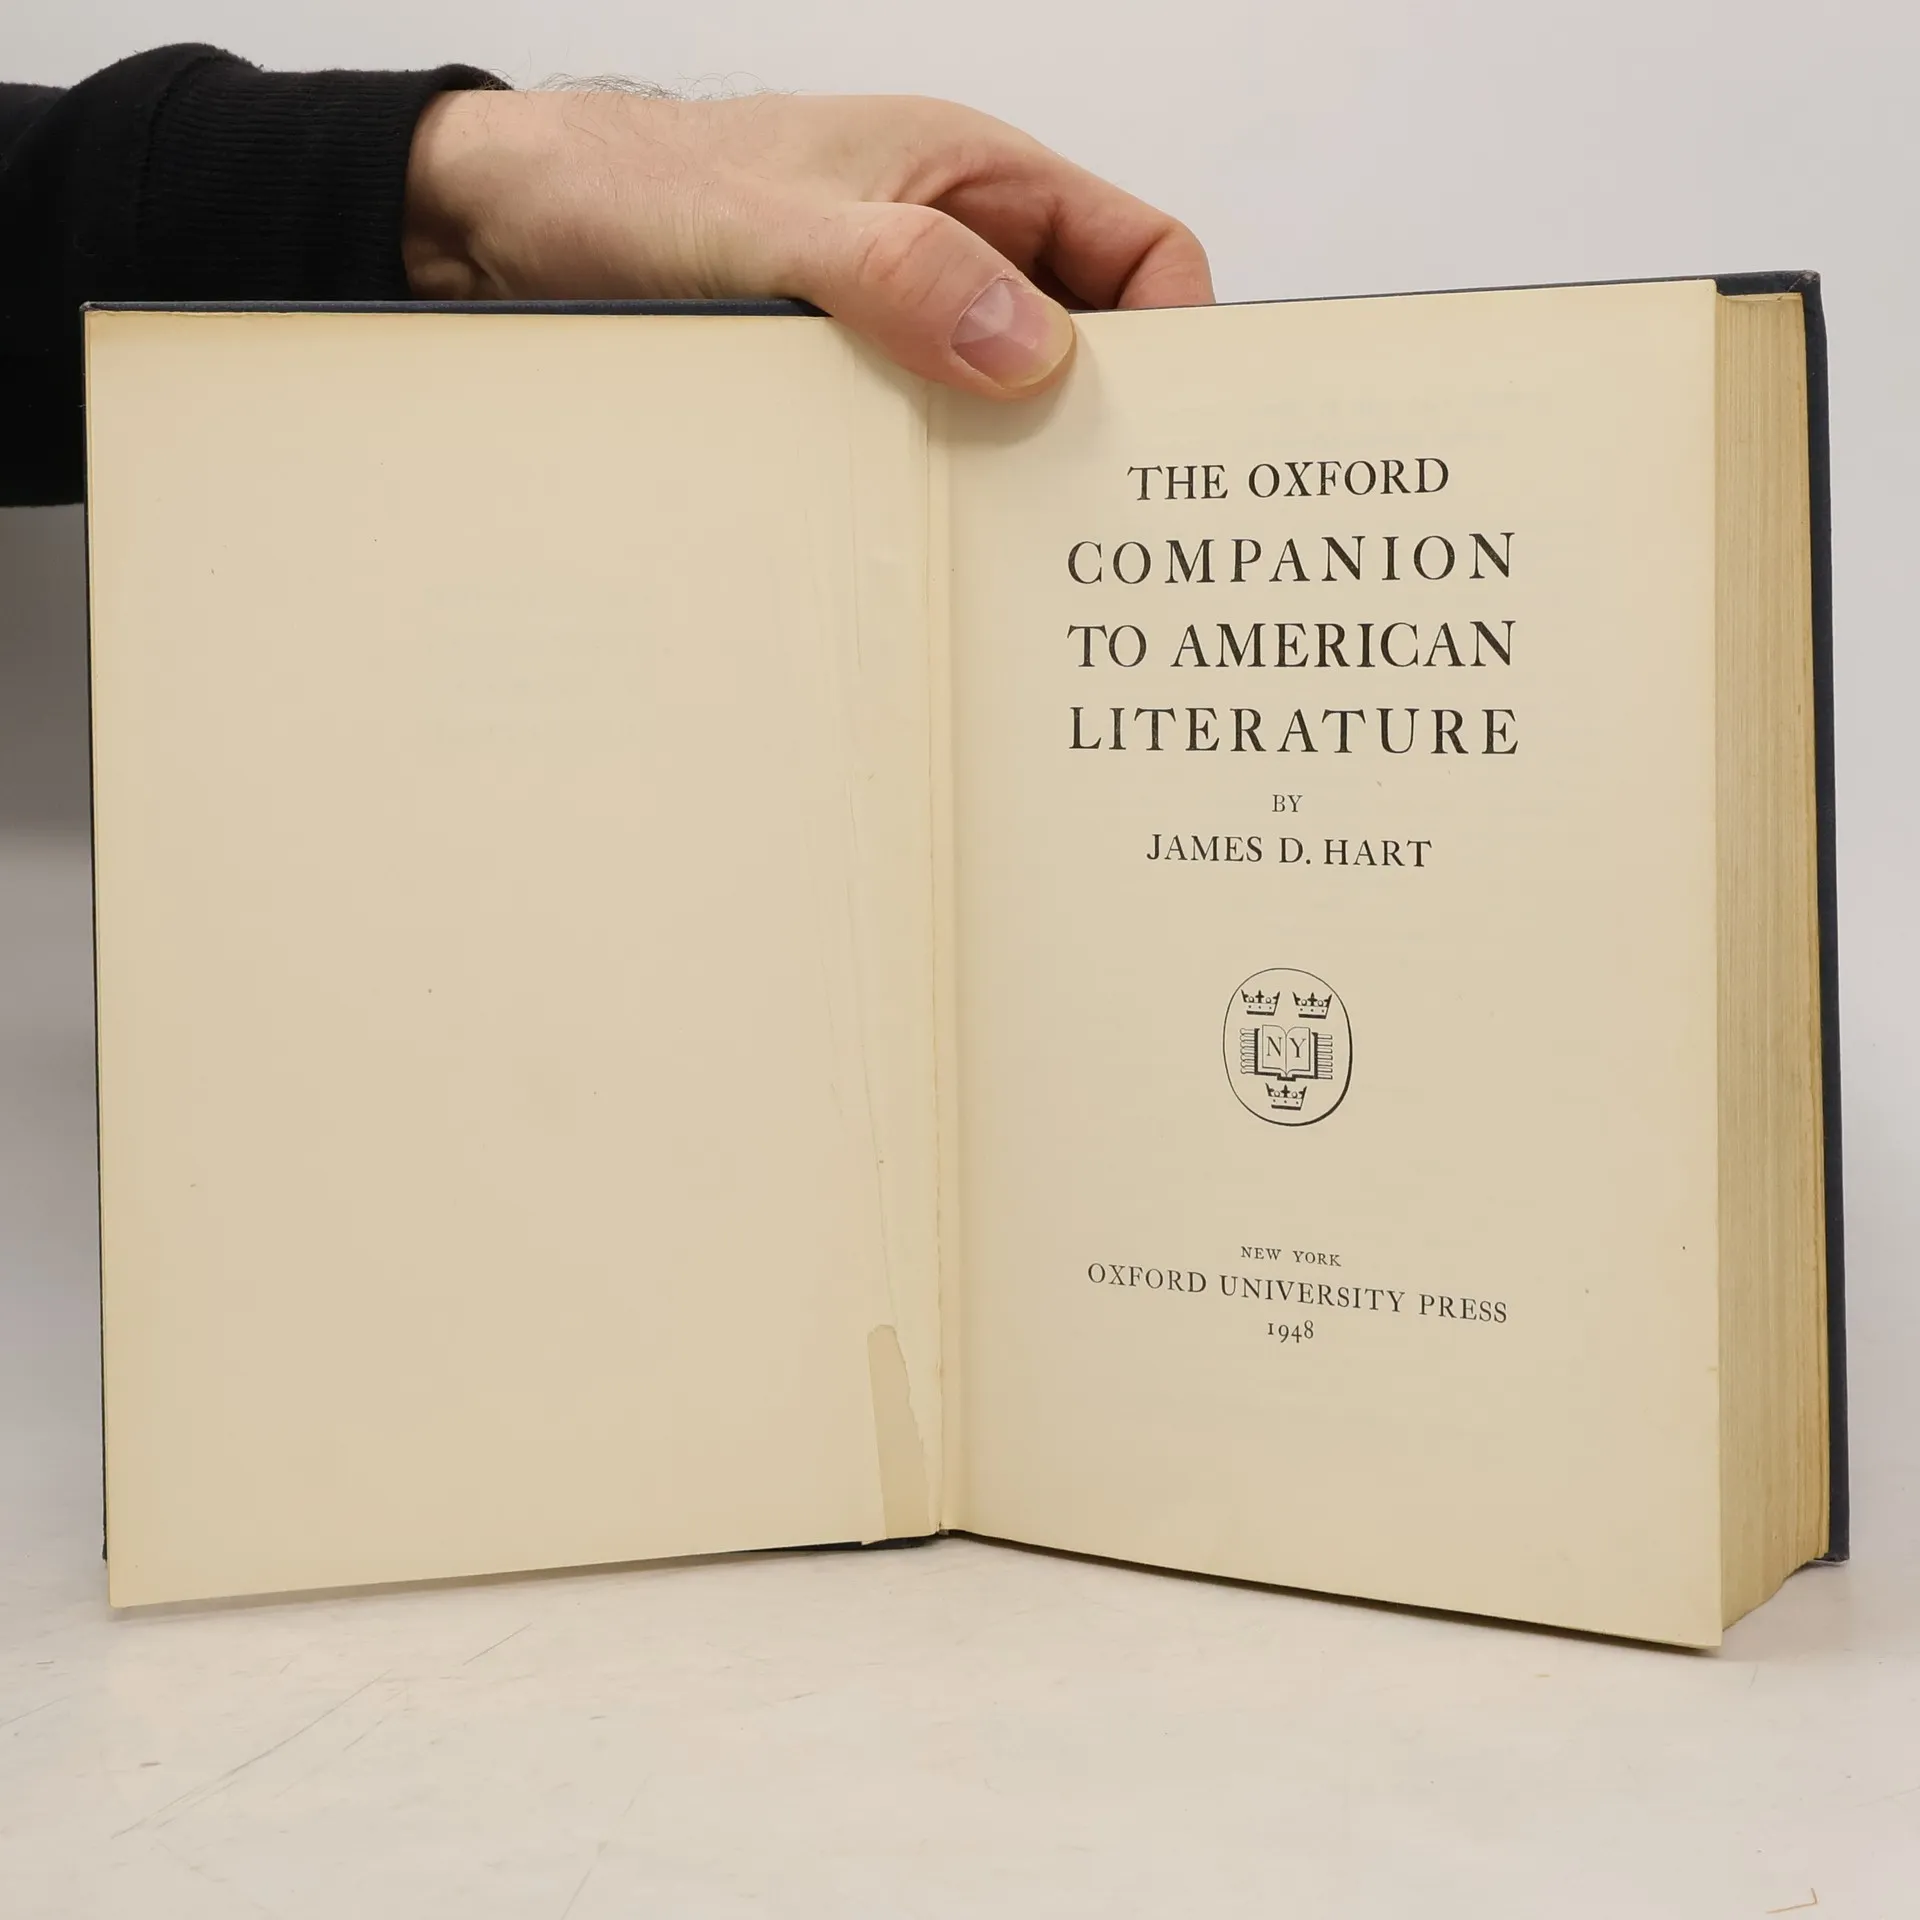 THE OXFORD
COMPANION
TO AMERICAN
LITERATURE
BY
JAMES D. HART
NY
NEW YORK
OXFORD UNIVERSITY PRESS
1948